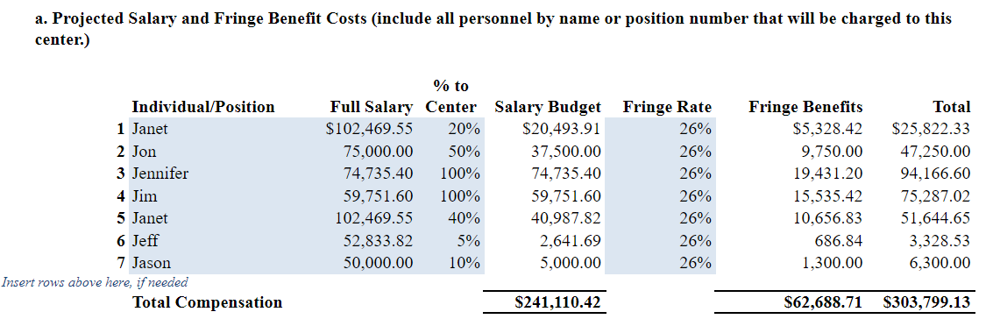 a. Projected Salary and Fringe Benefit Costs (include all personnel by name or position number that will be charged to this
center.)
% to
Individual/Position Full Salary Center Salary Budget Fringe Rate Fringe Benefits Total
1 Janet $102,469.55 20% $20,493.91 26% $5,328.42 $25,822.33
2 Jon 75,000.00 50% 37,500.00 26% 9,750.00 47,250.00
3 Jennifer 74,735.40 100% 74,735.40 26% 19,431.20 94,166.60
4 Jim 59,751.60 100% 59,751.60 26% 15,535.42 75,287.02
5 Janet 102,469.55 40% 40,987.82 26% 10,656.83 51,644.65
6 Jeff 52,833.82 5% 2,641.69 26% 686.84 3,328.53
7 Jason 50,000.00 10% 5,000.00 26% 1,300.00 6,300.00
Insert rows above here, if needed
Total Compensation $241,110.42 $62,688.71 $303,799.13